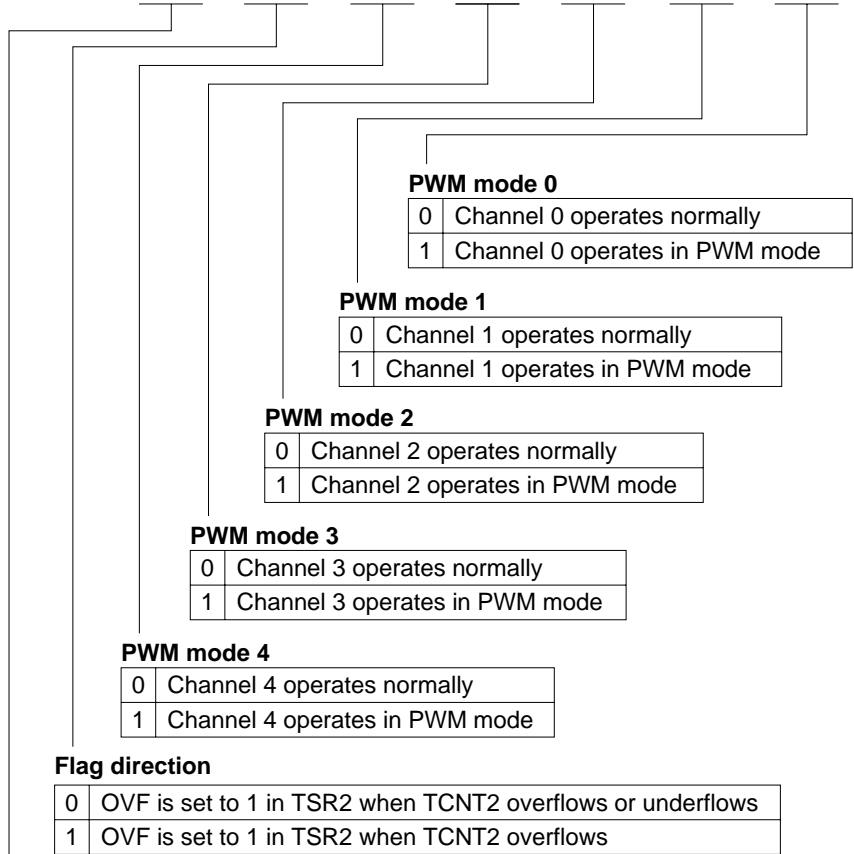 PWM mode 0
0 Channel 0 operates normally
1 Channel 0 operates in PWM mode
PWM mode 1
0 Channel 1 operates normally
1 Channel 1 operates in PWM mode
PWM mode 2
0 Channel 2 operates normally
1 Channel 2 operates in PWM mode
PWM mode 3
0 Channel 3 operates normally
1 Channel 3 operates in PWM mode
PWM mode 4
0 Channel 4 operates normally
1 Channel 4 operates in PWM mode
Flag direction
0 OVF is set to 1 in TSR2 when TCNT2 overflows or underflows
1 OVF is set to 1 in TSR2 when TCNT2 overflows